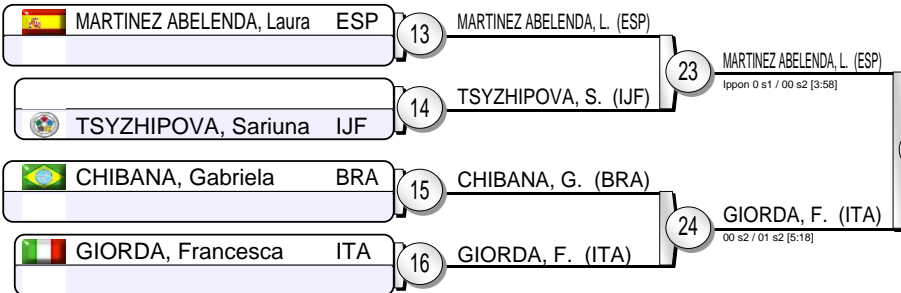 MARTINEZ ABELENDA, Laura ESP
13
MARTINEZ ABELENDA, L. (ESP)
23
MARTINEZ ABELENDA, L. (ESP)
Ippon 0 s1 / 00 s2 [3:58]
14
TSYZHIPOVA, S. (IJF)
TSYZHIPOVA, Sariuna IJF
CHIBANA, Gabriela BRA
15
CHIBANA, G. (BRA)
24
GIORDA, F. (ITA)
00 s2 / 01 s2 [5:18]
GIORDA, Francesca ITA
16
GIORDA, F. (ITA)